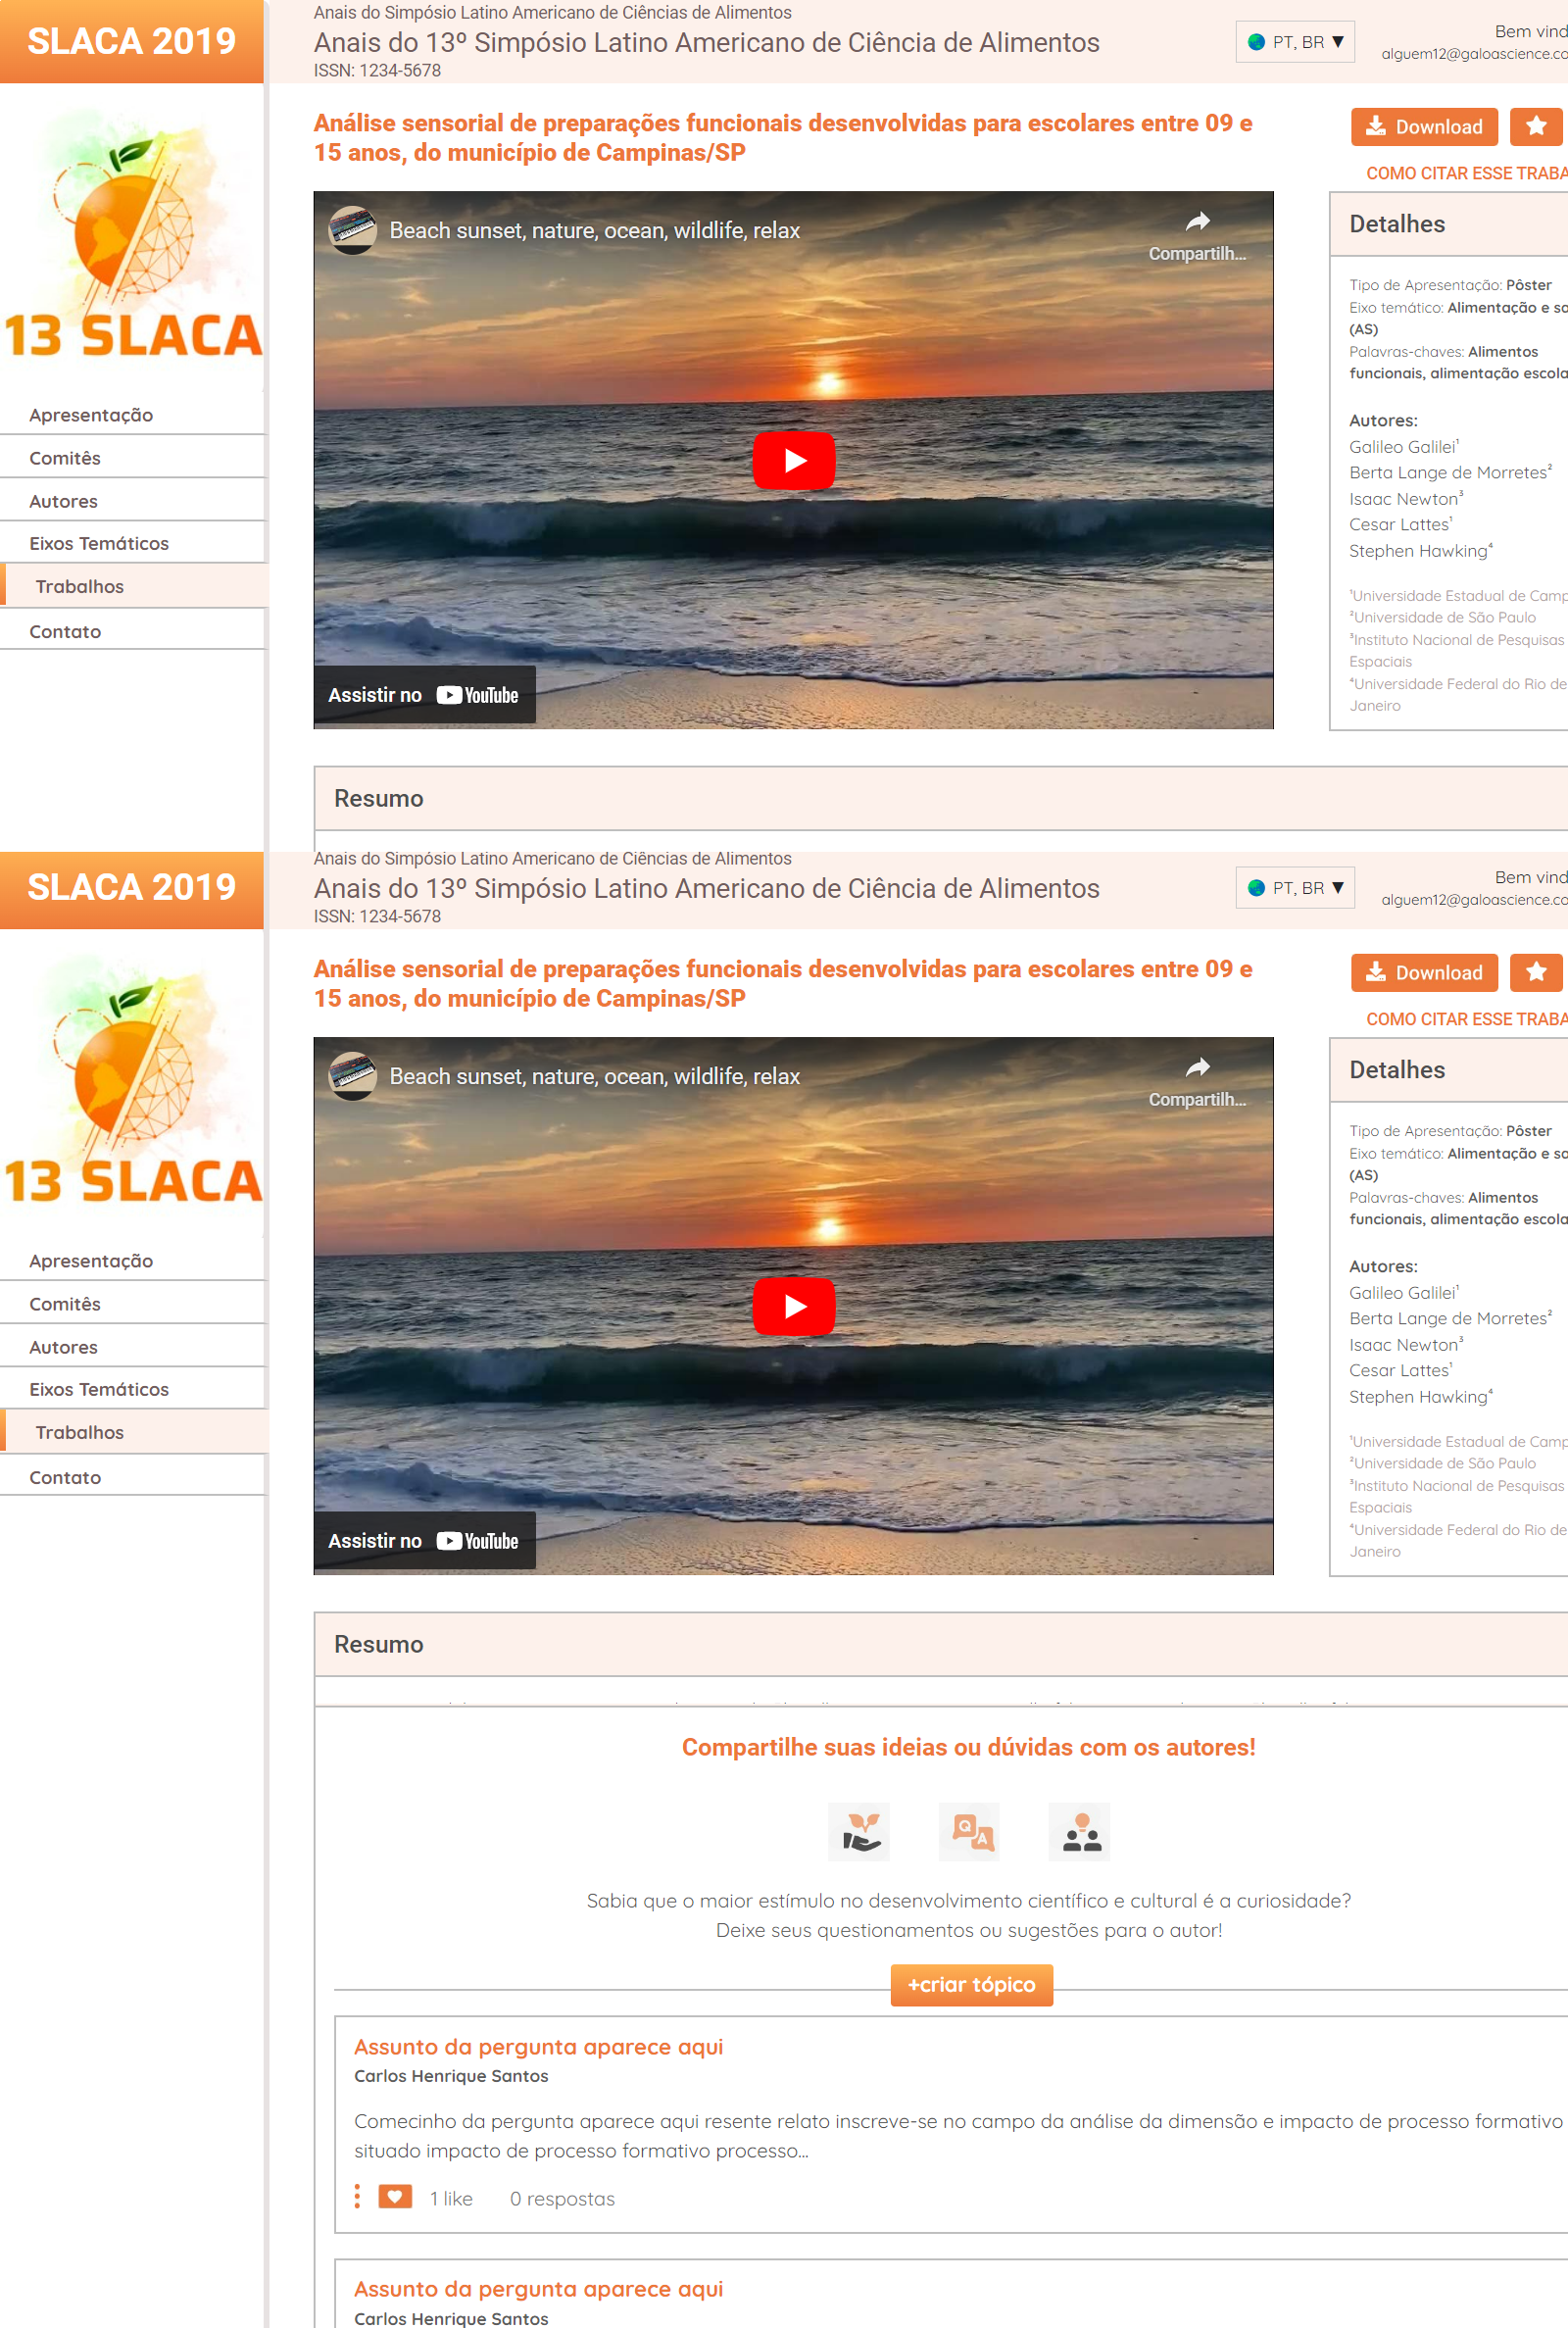 SLACA 2019
Anais do Simpósio Latino Americano de Ciências de Alimentos
Anais do 13º Simpósio Latino Americano de Ciência de Alimentos
ISSN: 1234-5678
PT, BR ▼
Bem vind
alguem12@galoascience.co
13 SLACA
Apresentação
Comitês
Autores
Eixos Temáticos
Trabalhos
Contato
Análise sensorial de preparações funcionais desenvolvidas para escolares entre 09 e
15 anos, do município de Campinas/SP
Download
COMO CITAR ESSE TRABA
Beach sunset, nature, ocean, wildlife, relax
Compartilh...
Assistir no YouTube
Detalhes
Tipo de Apresentação: Pôster
Eixo temático: Alimentação e sa
(AS)
Palavras-chaves: Alimentos
funcionais, alimentação escola
Autores:
Galileo Galilei¹
Berta Lange de Morretes²
Isaac Newton³
Cesar Lattes¹
Stephen Hawking⁴
¹Universidade Estadual de Camp
²Universidade de São Paulo
³Instituto Nacional de Pesquisas
Espaciais
⁴Universidade Federal do Rio de
Janeiro
Resumo
SLACA 2019
Anais do Simpósio Latino Americano de Ciências de Alimentos
Anais do 13º Simpósio Latino Americano de Ciência de Alimentos
ISSN: 1234-5678
PT, BR ▼
Bem vind
alguem12@galoascience.co
13 SLACA
Apresentação
Comitês
Autores
Eixos Temáticos
Trabalhos
Contato
Análise sensorial de preparações funcionais desenvolvidas para escolares entre 09 e
15 anos, do município de Campinas/SP
Download
COMO CITAR ESSE TRABA
Beach sunset, nature, ocean, wildlife, relax
Compartilh...
Assistir no YouTube
Detalhes
Tipo de Apresentação: Pôster
Eixo temático: Alimentação e sa
(AS)
Palavras-chaves: Alimentos
funcionais, alimentação escola
Autores:
Galileo Galilei¹
Berta Lange de Morretes²
Isaac Newton³
Cesar Lattes¹
Stephen Hawking⁴
¹Universidade Estadual de Camp
²Universidade de São Paulo
³Instituto Nacional de Pesquisas
Espaciais
⁴Universidade Federal do Rio de
Janeiro
Resumo
Compartilhe suas ideias ou dúvidas com os autores!
Q
A
Sabia que o maior estímulo no desenvolvimento científico e cultural é a curiosidade?
Deixe seus questionamentos ou sugestões para o autor!
+criar tópico
Assunto da pergunta aparece aqui
Carlos Henrique Santos
Comecinho da pergunta aparece aqui resente relato inscreve-se no campo da análise da dimensão e impacto de processo formativo
situado impacto de processo formativo processo...
1 like 0 respostas
Assunto da pergunta aparece aqui
Carlos Henrique Santos